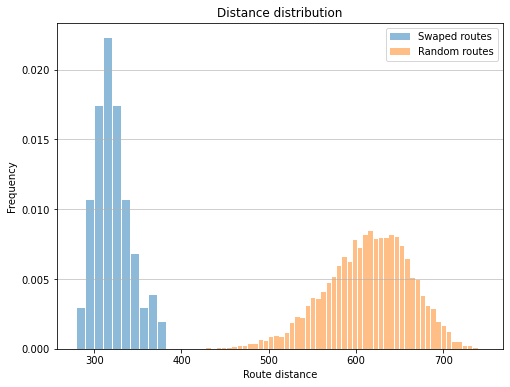 Distance distribution
Swaped routes
Random routes
Frequency
0.020
0.015
0.010
0.005
0.000
300
400
500
600
700
Route distance